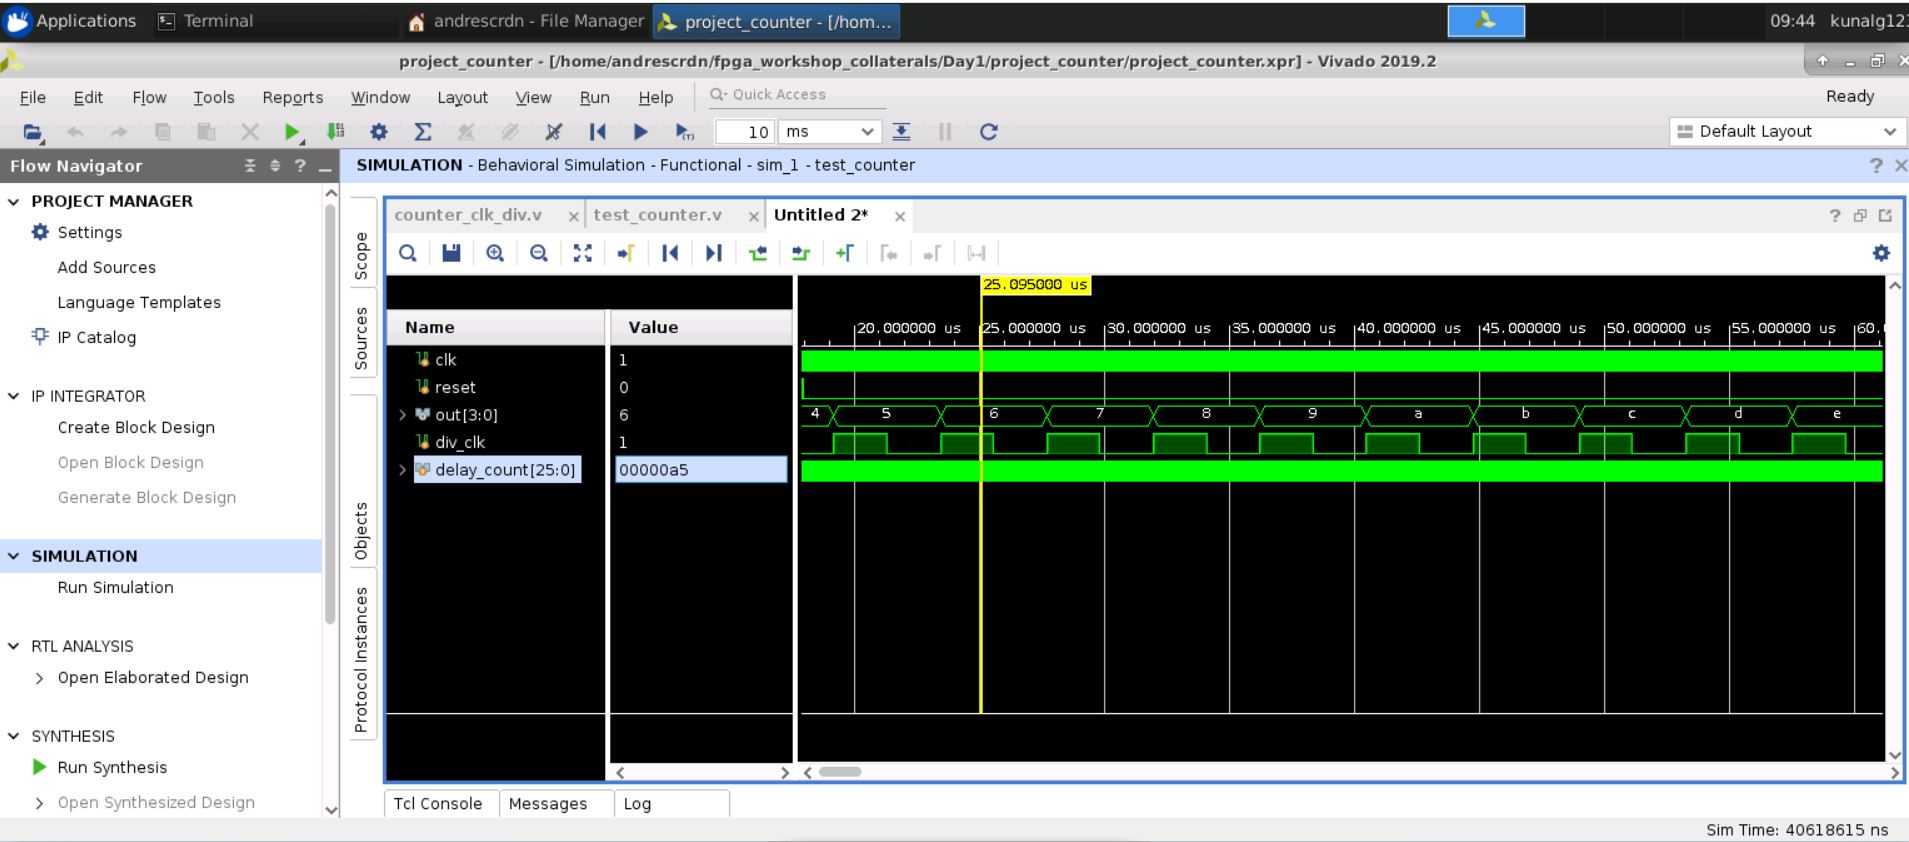 Applications Terminal andrescrdn - File Manager project_counter - [/hom... 09:44 kunalg123
project_counter - [/home/andrescrdn/fpga_workshop_collaterals/Day1/project_counter/project_counter.xpr] - Vivado 2019.2
File Edit Flow Tools Reports Window Layout View Run Help Quick Access Ready
10 ms Default Layout
Flow Navigator ? SIMULATION - Behavioral Simulation - Functional - sim_1 - test_counter ?
PROJECT MANAGER
Settings
Add Sources
Language Templates
IP Catalog
IP INTEGRATOR
Create Block Design
Open Block Design
Generate Block Design
SIMULATION
Run Simulation
RTL ANALYSIS
Open Elaborated Design
SYNTHESIS
Run Synthesis
Open Synthesized Design
Scope
Sources
Objects
Protocol Instances
counter_clk_div.v test_counter.v Untitled 2* ?
25.095000 us
Name Value 20.000000 us 25.000000 us 30.000000 us 35.000000 us 40.000000 us 45.000000 us 50.000000 us 55.000000 us 60.
clk 1
reset 0
out[3:0] 6 4 5 6 7 8 9 a b c d e
div_clk 1
delay_count[25:0] 00000a5
Tcl Console Messages Log
Sim Time: 40618615 ns